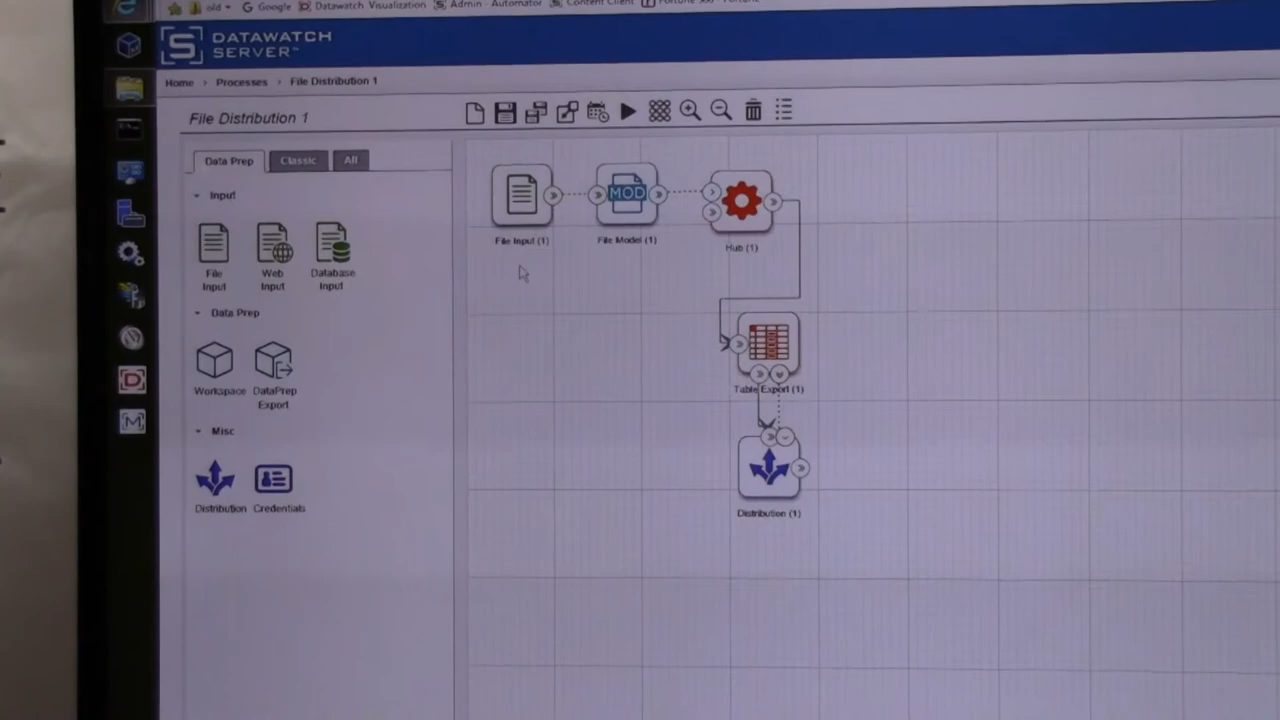 old Google Datawatch Visualization Admin - Automator Content Client
DATAWATCH
SERVER™
Home › Processes › File Distribution 1
File Distribution 1
Data Prep Classic All
Input
File Input
Web Input
Database Input
Data Prep
Workspace
DataPrep Export
Misc
Distribution
Credentials
File Input (1)
MOD
File Model (1)
Hub (1)
Table Export (1)
Distribution (1)